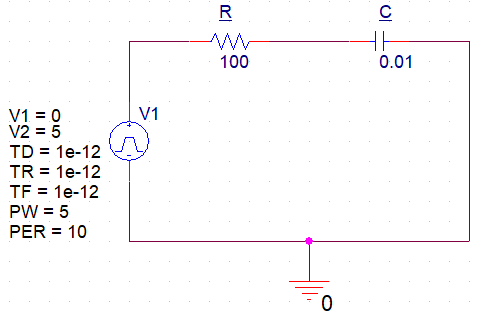 R
C
100
0.01
V1
V1 = 0
V2 = 5
TD = 1e-12
TR = 1e-12
TF = 1e-12
PW = 5
PER = 10
0